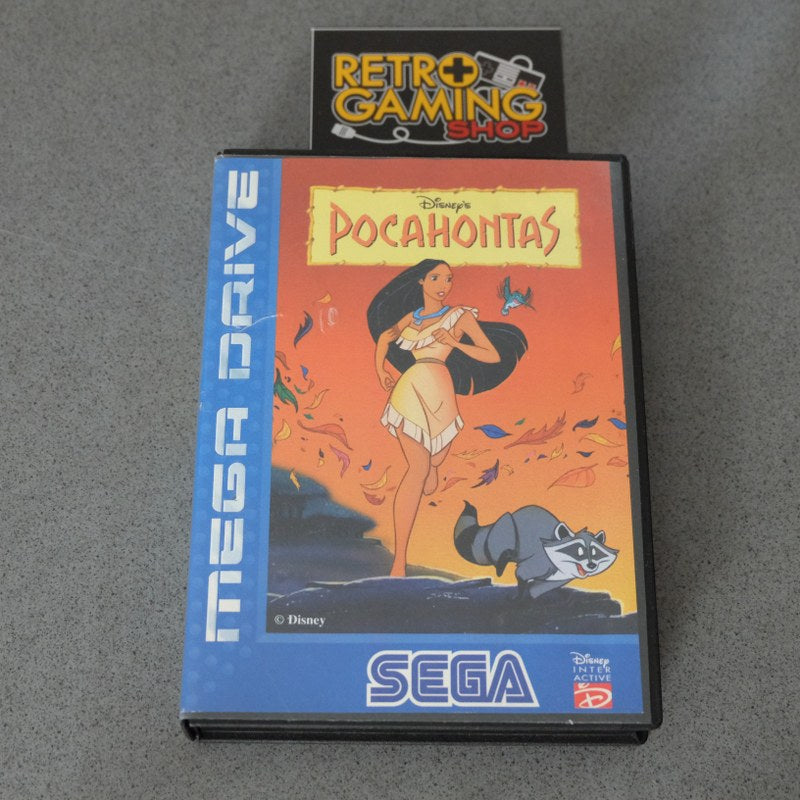 RETRO
GAMING
SHOP
MEGA DRIVE
Disney's
POCAHONTAS
© Disney
SEGA
Disney
INTER
ACTIVE
D